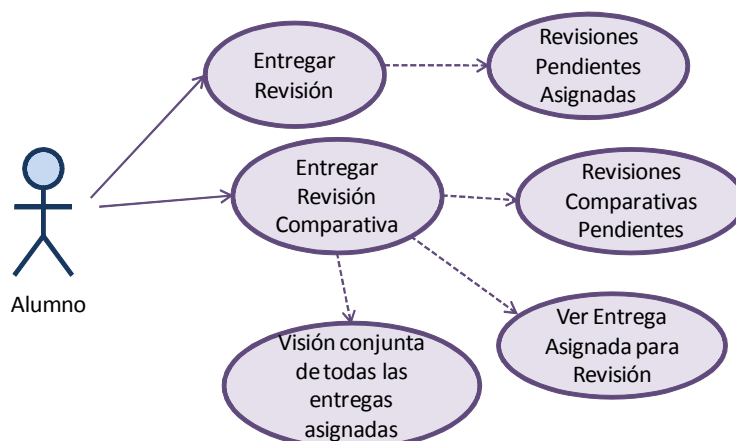 Entregar
Revisión
Revisiones
Pendientes
Asignadas
Entregar
Revisión
Comparativa
Revisiones
Comparativas
Pendientes
Alumno
Visión conjunta
de todas las
entregas
asignadas
Ver Entrega
Asignada para
Revisión